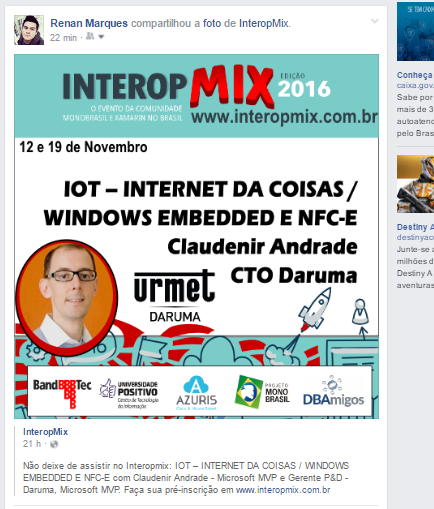 Renan Marques compartilhou a foto de InteropMix.
22 min ·
INTEROPMIX
EDIÇÃO
2016
O EVENTO DA COMUNIDADE
MONOBRASIL E XAMARIN NO BRASIL
www.interopmix.com.br
12 e 19 de Novembro
IOT – INTERNET DA COISAS /
WINDOWS EMBEDDED E NFC-E
Claudenir Andrade
CTO Daruma
urmet
DARUMA
BandTec
UNIVERSIDADE
POSITIVO
Centro de Tecnologia
da Informação
AZURIS
PROJETO
MONO
BRASIL
DBAmigos
InteropMix
21 h ·
Não deixe de assistir no Interopmix: IOT – INTERNET DA COISAS / WINDOWS
EMBEDDED E NFC-E com Claudenir Andrade - Microsoft MVP e Gerente P&D -
Daruma, Microsoft MVP. Faça sua pré-inscrição em www.interopmix.com.br
Conheça
caixa.gov.
Sabe por
mais de 3
autoatend
pelo Bras
Destiny A
destinyac
Junte-se a
milhões d
Destiny A
aventuras